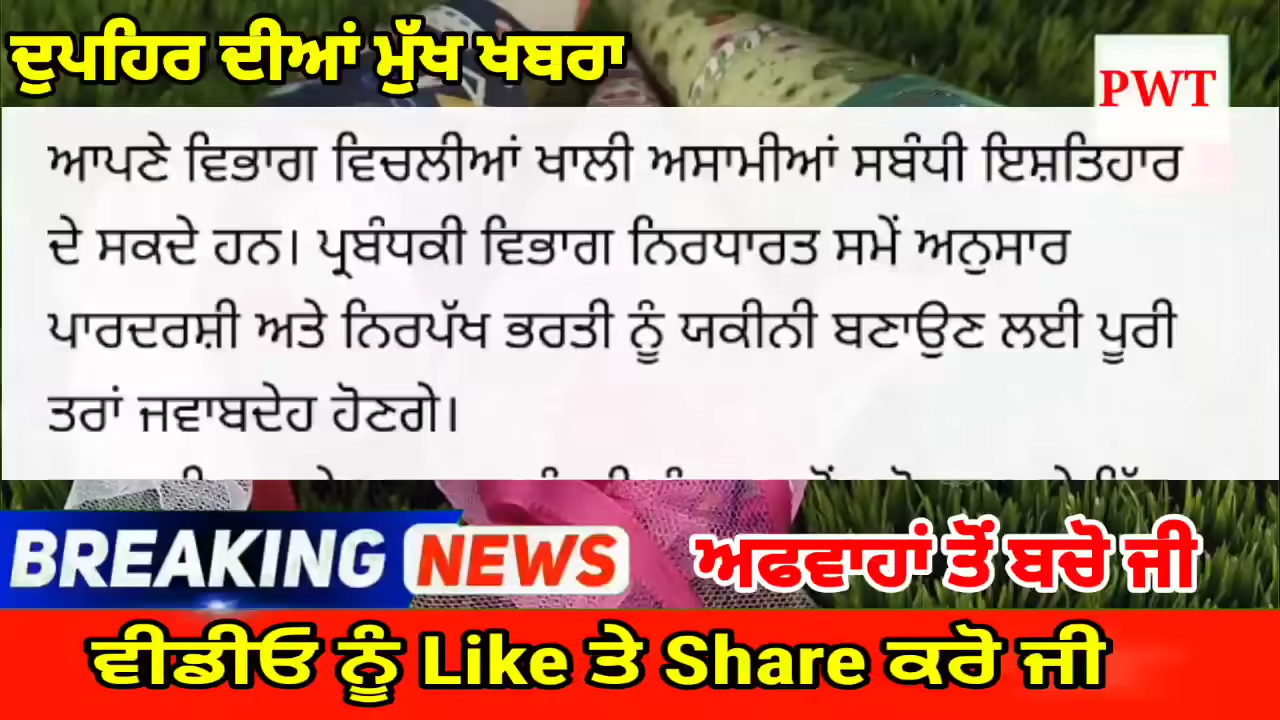 ਦੁਪਹਿਰ ਦੀਆਂ ਮੁੱਖ ਖਬਰਾ
PWT
ਆਪਣੇ ਵਿਭਾਗ ਵਿਚਲੀਆਂ ਖਾਲੀ ਅਸਾਮੀਆਂ ਸਬੰਧੀ ਇਸ਼ਤਿਹਾਰ
ਦੇ ਸਕਦੇ ਹਨ। ਪ੍ਰਬੰਧਕੀ ਵਿਭਾਗ ਨਿਰਧਾਰਤ ਸਮੇਂ ਅਨੁਸਾਰ
ਪਾਰਦਰਸ਼ੀ ਅਤੇ ਨਿਰਪੱਖ ਭਰਤੀ ਨੂੰ ਯਕੀਨੀ ਬਣਾਉਣ ਲਈ ਪੂਰੀ
ਤਰਾਂ ਜਵਾਬਦੇਹ ਹੋਣਗੇ।
BREAKING NEWS
ਅਫਵਾਹਾਂ ਤੋਂ ਬਚੋ ਜੀ
ਵੀਡੀਓ ਨੂੰ Like ਤੇ Share ਕਰੋ ਜੀ